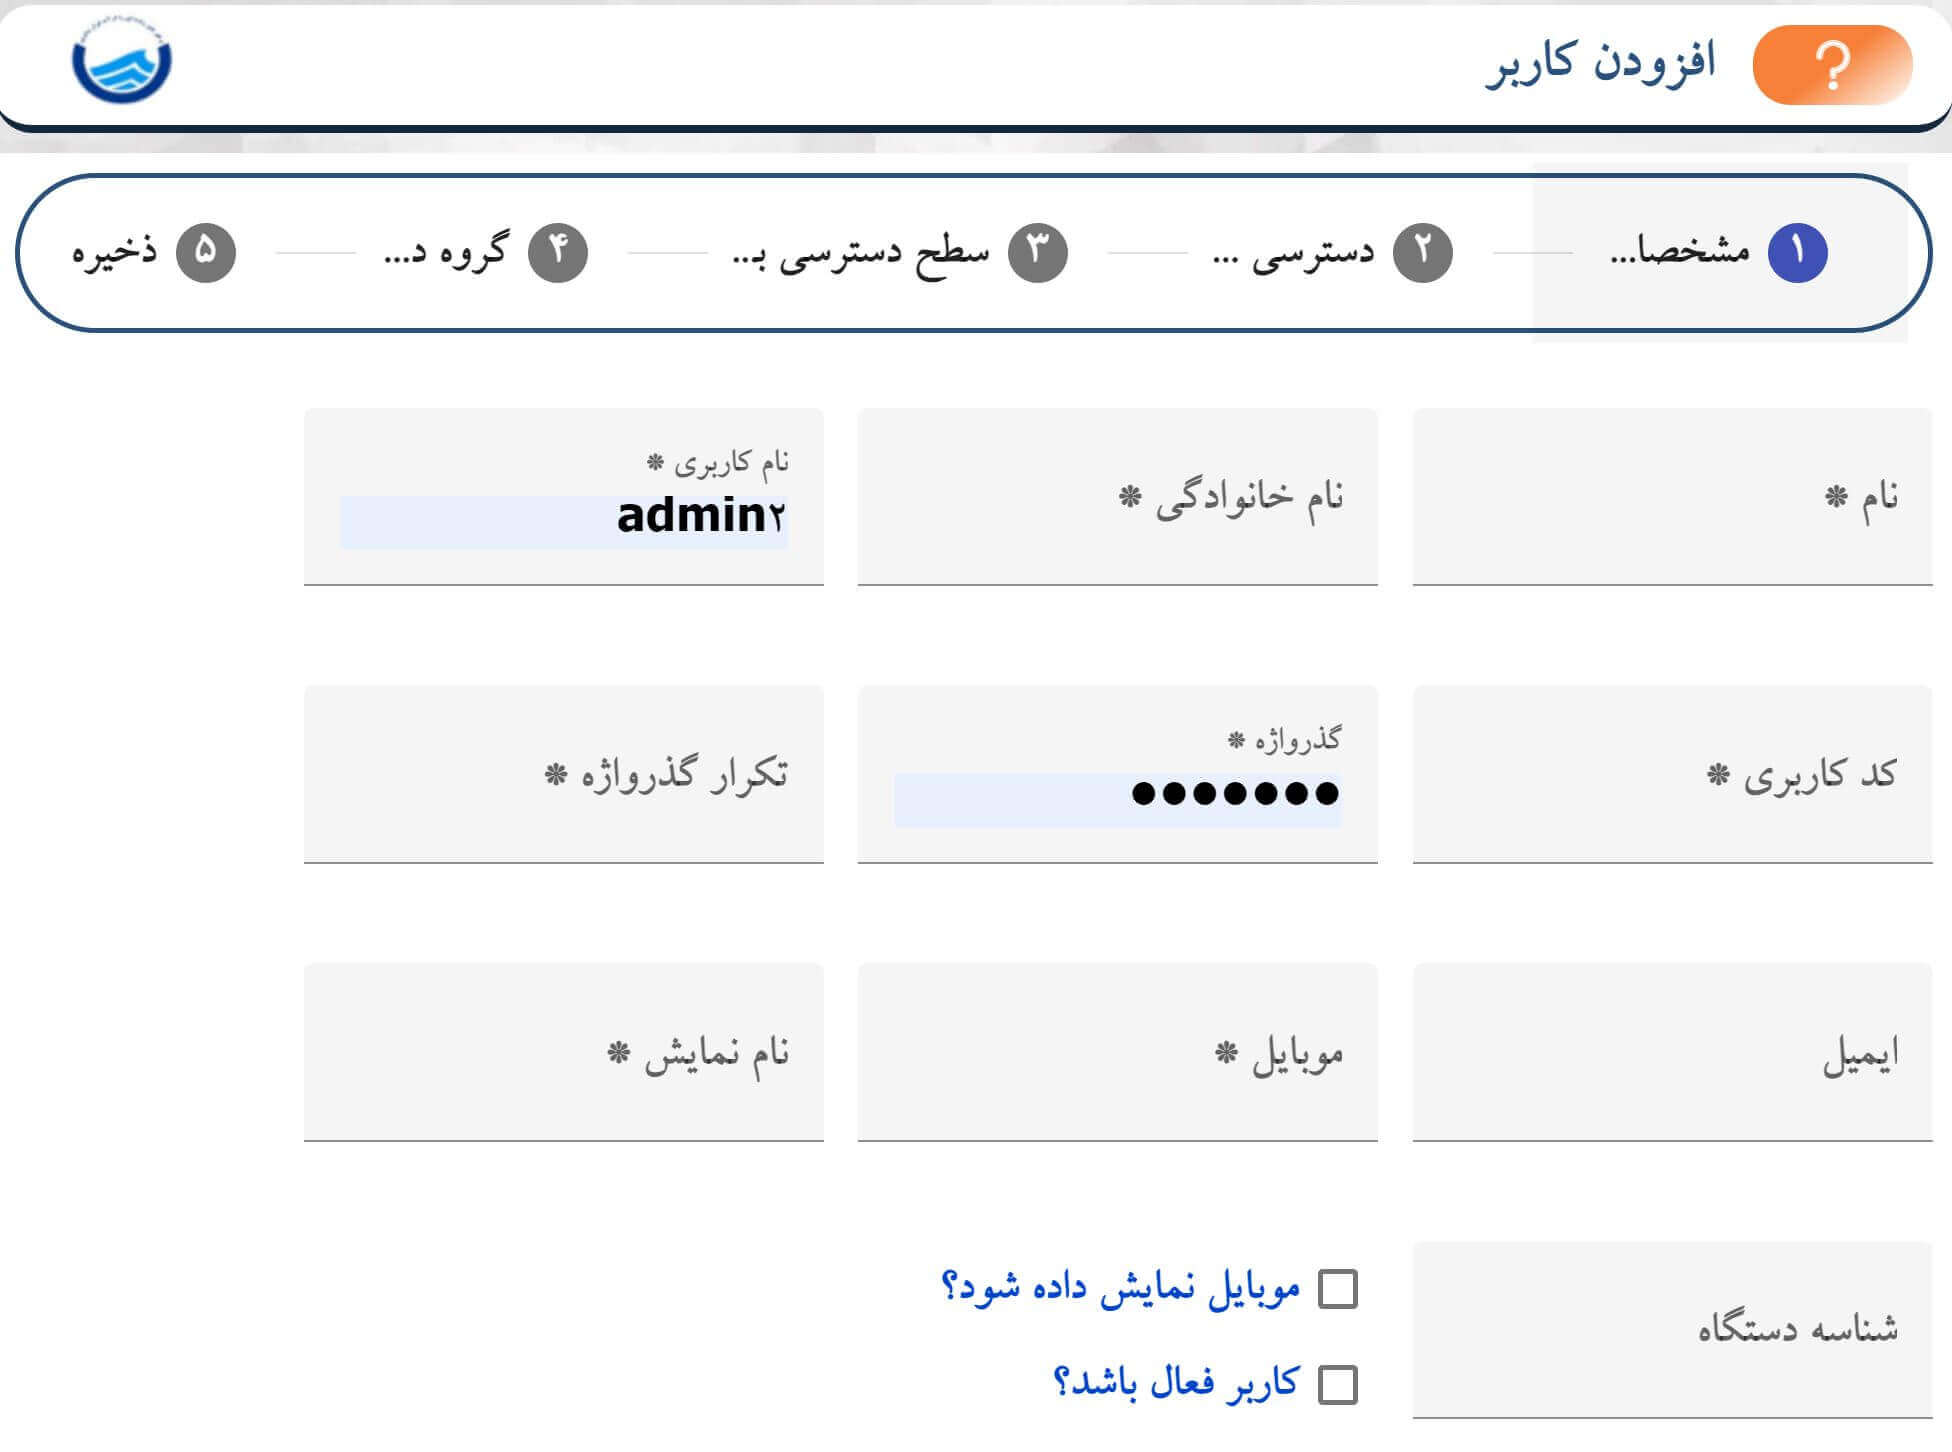 افزودن کاربر
?
۱ مشخصا...
۲ دسترسی ...
۳ سطح دسترسی بـ...
۴ گروه د...
۵ ذخیره
نام *
نام خانوادگی *
نام کاربری *
admin۲
کد کاربری *
گذرواژه *
•••••••
تکرار گذرواژه *
ایمیل
موبایل *
نام نمایش *
شناسه دستگاه
موبایل نمایش داده شود؟
کاربر فعال باشد؟